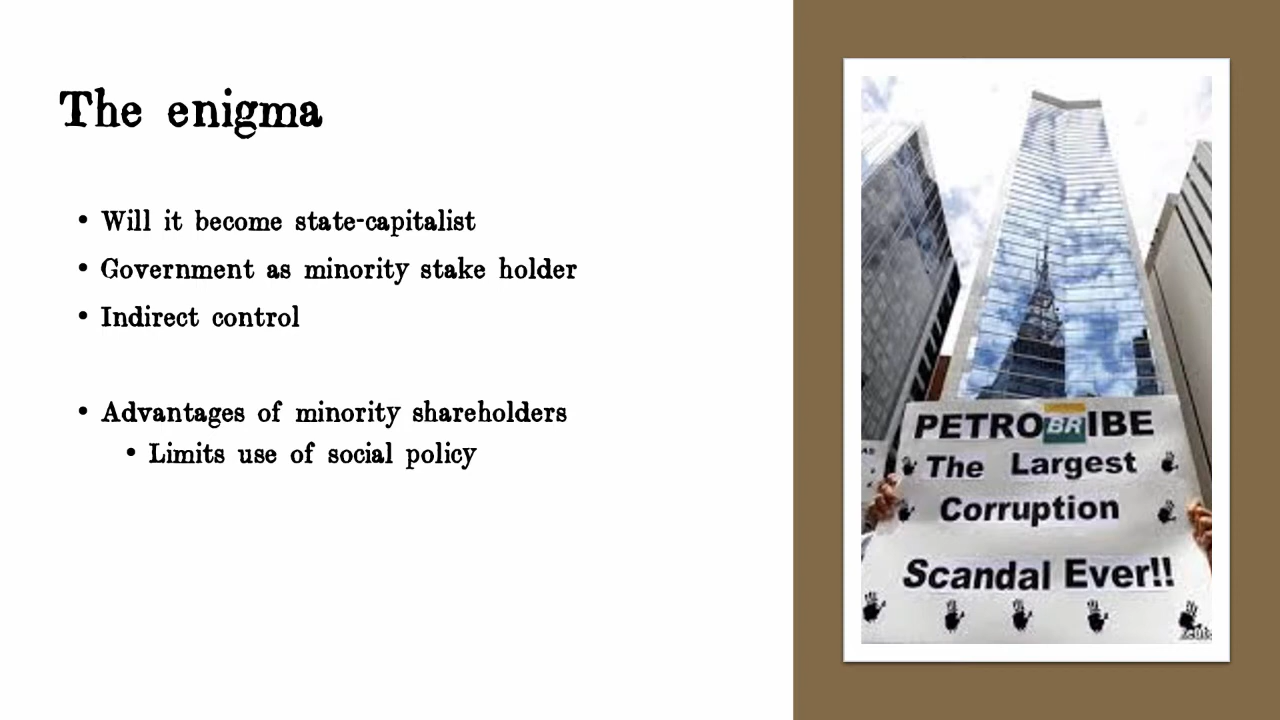 The enigma
• Will it become state-capitalist
• Government as minority stake holder
• Indirect control
• Advantages of minority shareholders
• Limits use of social policy
PETROBRIBE
The Largest
Corruption
Scandal Ever!!